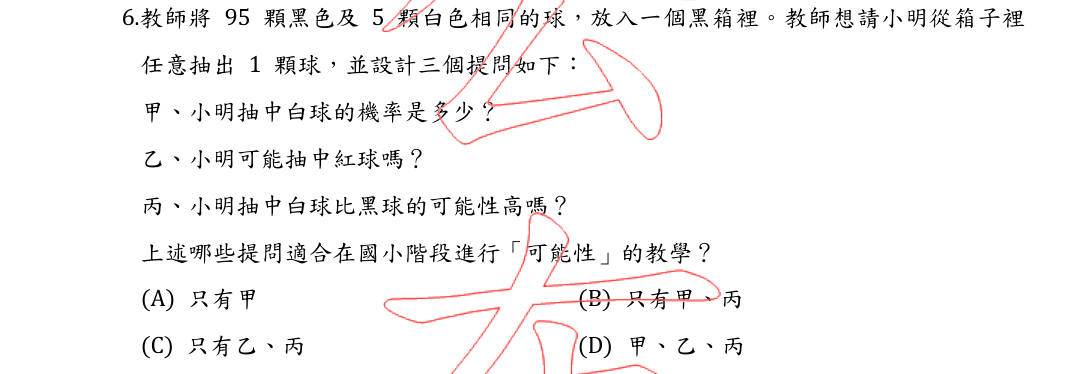 6.教師將 95 顆黑色及 5 顆白色相同的球，放入一個黑箱裡。教師想請小明從箱子裡
任意抽出 1 顆球，並設計三個提問如下：
甲、小明抽中白球的機率是多少？
乙、小明可能抽中紅球嗎？
丙、小明抽中白球比黑球的可能性高嗎？
上述哪些提問適合在國小階段進行「可能性」的教學？
(A) 只有甲 (B) 只有甲、丙
(C) 只有乙、丙 (D) 甲、乙、丙